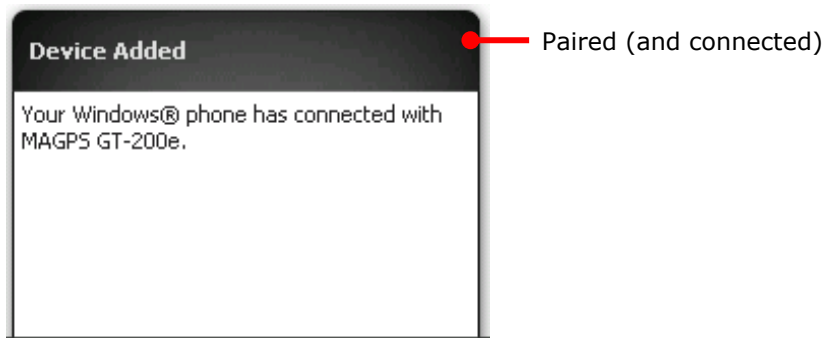 Device Added
Paired (and connected)
Your Windows® phone has connected with
MAGPS GT-200e.